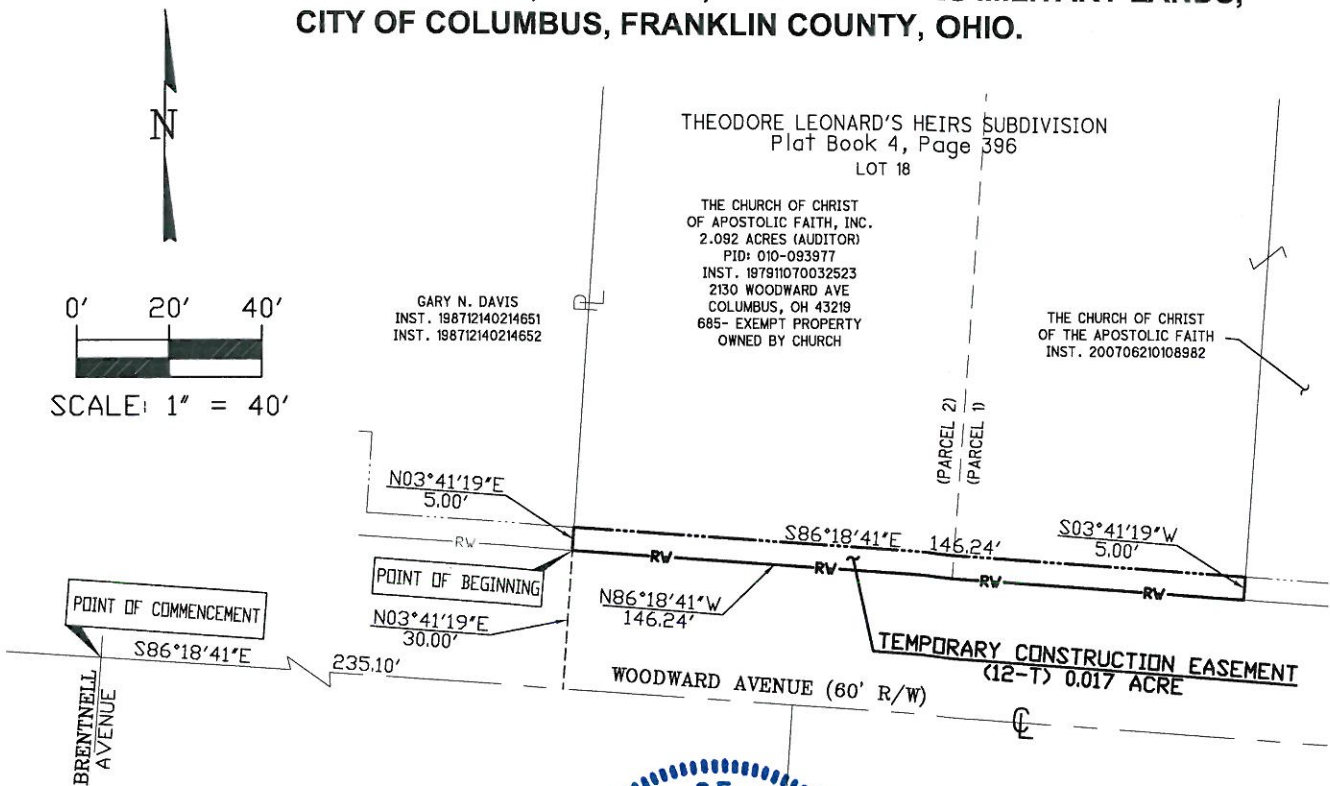 CITY OF COLUMBUS, FRANKLIN COUNTY, OHIO.
N
THEODORE LEONARD'S HEIRS SUBDIVISION
Plat Book 4, Page 396
LOT 18
THE CHURCH OF CHRIST
OF APOSTOLIC FAITH, INC.
2.092 ACRES (AUDITOR)
PID: 010-093977
INST. 197911070032523
2130 WOODWARD AVE
COLUMBUS, OH 43219
685- EXEMPT PROPERTY
OWNED BY CHURCH
0' 20' 40'
SCALE: 1" = 40'
GARY N. DAVIS
INST. 198712140214651
INST. 198712140214652
PL
THE CHURCH OF CHRIST
OF THE APOSTOLIC FAITH
INST. 200706210108982
(PARCEL 2)
(PARCEL 1)
N03°41'19"E
5.00'
S86°18'41"E 146.24'
S03°41'19"W
5.00'
RW
RW
RW
RW
RW
POINT OF BEGINNING
N86°18'41"W
146.24'
POINT OF COMMENCEMENT
N03°41'19"E
30.00'
S86°18'41"E
235.10'
TEMPORARY CONSTRUCTION EASEMENT
(12-T) 0.017 ACRE
WOODWARD AVENUE (60' R/W)
CL
BRENTNELL
AVENUE